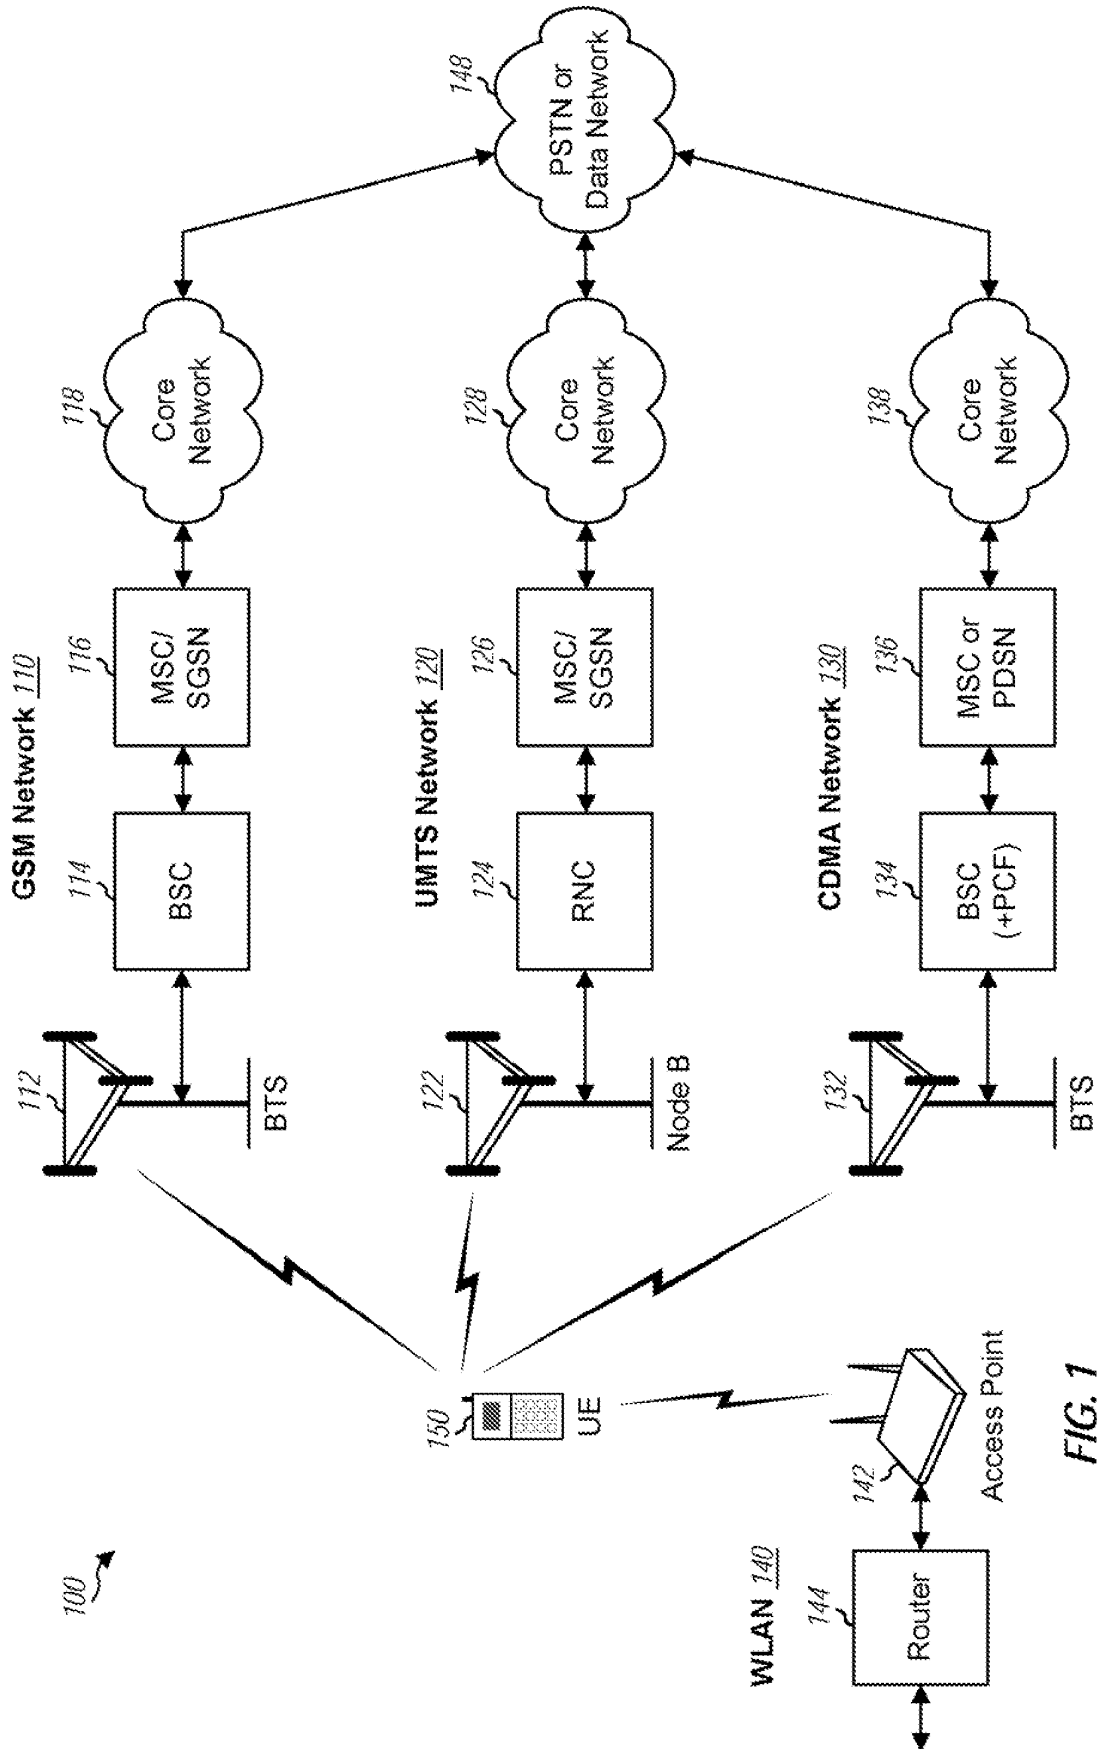 100
GSM Network 110
112
BTS
114
BSC
116
MSC/
SGSN
118
Core
Network
150
UE
UMTS Network 120
122
Node B
124
RNC
126
MSC/
SGSN
128
Core
Network
148
PSTN or
Data Network
WLAN 140
144
Router
142
Access Point
CDMA Network 130
132
BTS
134
BSC
(+PCF)
136
MSC or
PDSN
138
Core
Network
FIG. 1